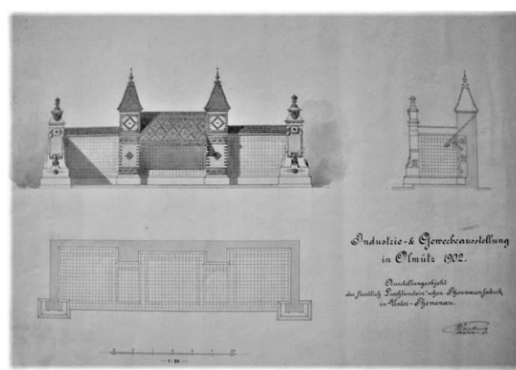 Industrie- & Gewerbeausstellung
in Olmütz 1902.
Ausstellungsobjekt
der fürstlich Liechtenstein'schen Thonwarenfabrik
in Unter-Themenau.